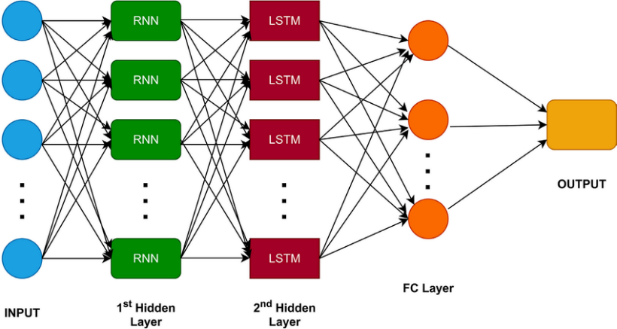 RNN
LSTM
RNN
LSTM
RNN
LSTM
OUTPUT
RNN
LSTM
FC Layer
INPUT
1st Hidden
Layer
2nd Hidden
Layer